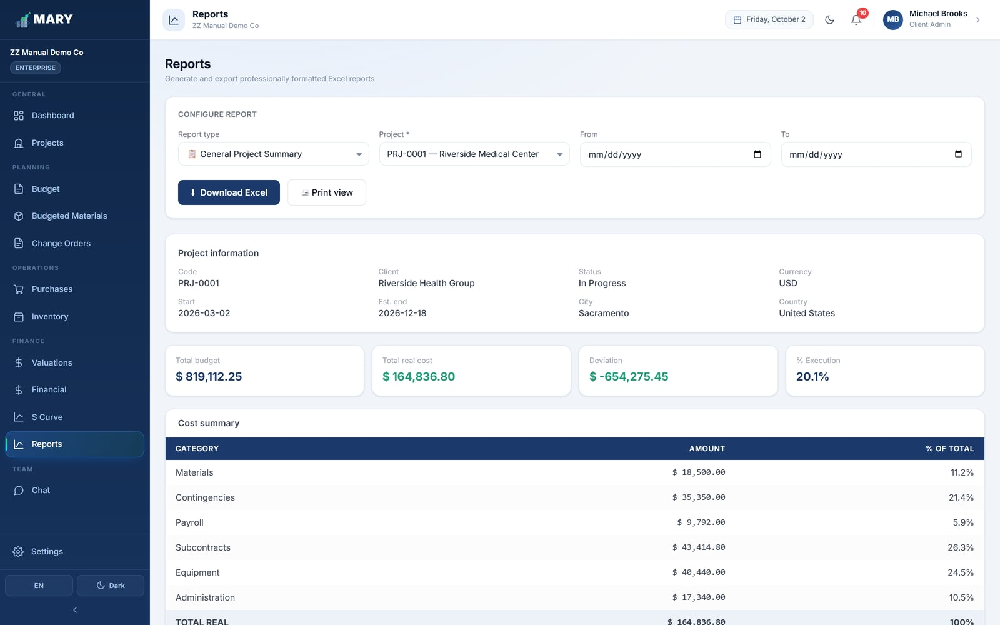 MARY
ZZ Manual Demo Co
ENTERPRISE
GENERAL
Dashboard
Projects
PLANNING
Budget
Budgeted Materials
Change Orders
OPERATIONS
Purchases
Inventory
FINANCE
Valuations
Financial
S Curve
Reports
TEAM
Chat
Settings
EN Dark
Reports
ZZ Manual Demo Co
Friday, October 2
10
MB
Michael Brooks
Client Admin
Reports
Generate and export professionally formatted Excel reports
CONFIGURE REPORT
Report type Project * From To
General Project Summary PRJ-0001 — Riverside Medical Center mm/dd/yyyy mm/dd/yyyy
Download Excel Print view
Project information
Code Client Status Currency
PRJ-0001 Riverside Health Group In Progress USD
Start Est. end City Country
2026-03-02 2026-12-18 Sacramento United States
Total budget Total real cost Deviation % Execution
$ 819,112.25 $ 164,836.80 $ -654,275.45 20.1%
Cost summary
CATEGORY AMOUNT % OF TOTAL
Materials $ 18,500.00 11.2%
Contingencies $ 35,350.00 21.4%
Payroll $ 9,792.00 5.9%
Subcontracts $ 43,414.80 26.3%
Equipment $ 40,440.00 24.5%
Administration $ 17,340.00 10.5%
TOTAL REAL $ 164,836.80 100%